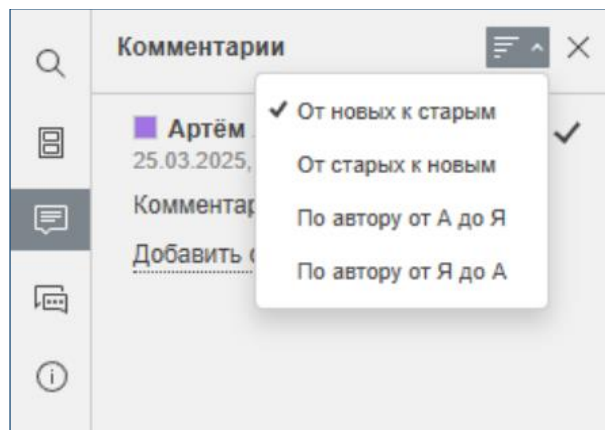 Комментарии
От новых к старым
Артём
25.03.2025,
От старых к новым
По автору от А до Я
Добавить
По автору от Я до А